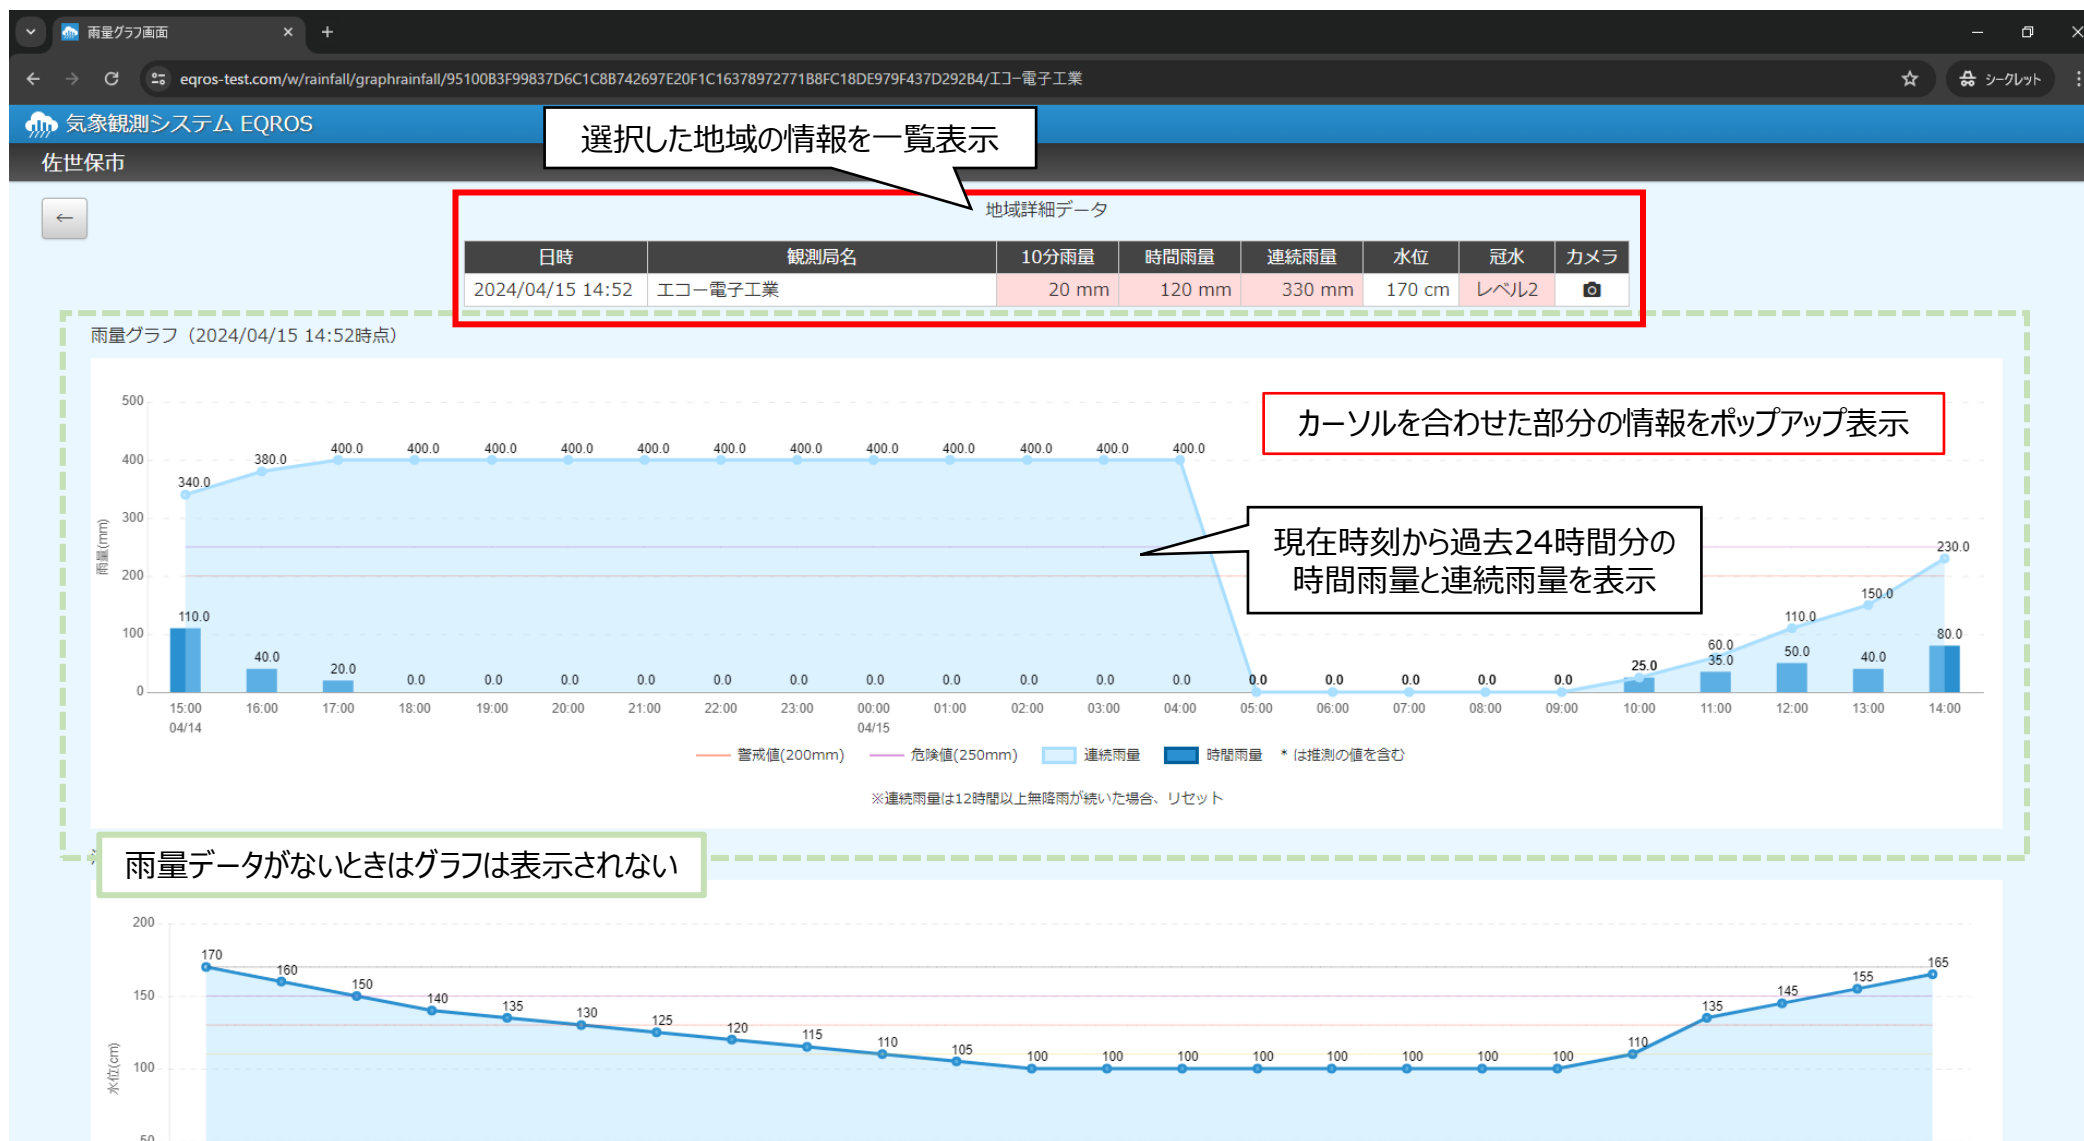 雨量グラフ画面
eqros-test.com/w/rainfall/graphrainfall/95100B3F99837D6C1C8B742697E20F1C16378972771B8FC18DE979F437D292B4/エコー電子工業
シークレット
気象観測システム EQROS
選択した地域の情報を一覧表示
佐世保市
←
地域詳細データ
日時 観測局名 10分雨量 時間雨量 連続雨量 水位 冠水 カメラ
2024/04/15 14:52 エコー電子工業 20 mm 120 mm 330 mm 170 cm レベル2
雨量グラフ（2024/04/15 14:52時点）
カーソルを合わせた部分の情報をポップアップ表示
現在時刻から過去24時間分の
時間雨量と連続雨量を表示
雨量(mm)
500
400
300
200
100
0
340.0 380.0 400.0 400.0 400.0 400.0 400.0 400.0 400.0 400.0 400.0 400.0 400.0 400.0 0.0 0.0 0.0 0.0 0.0 25.0 60.0 110.0 150.0 230.0
110.0 40.0 20.0 0.0 0.0 0.0 0.0 0.0 0.0 0.0 0.0 0.0 0.0 0.0 0.0 0.0 0.0 0.0 0.0 25.0 35.0 50.0 40.0 80.0
15:00 16:00 17:00 18:00 19:00 20:00 21:00 22:00 23:00 00:00 01:00 02:00 03:00 04:00 05:00 06:00 07:00 08:00 09:00 10:00 11:00 12:00 13:00 14:00
04/14 04/15
警戒値(200mm) 危険値(250mm) 連続雨量 時間雨量 * は推測の値を含む
※連続雨量は12時間以上無降雨が続いた場合、リセット
雨量データがないときはグラフは表示されない
水位(cm)
200
150
100
50
170 160 150 140 135 130 125 120 115 110 105 100 100 100 100 100 100 100 100 110 135 145 155 165